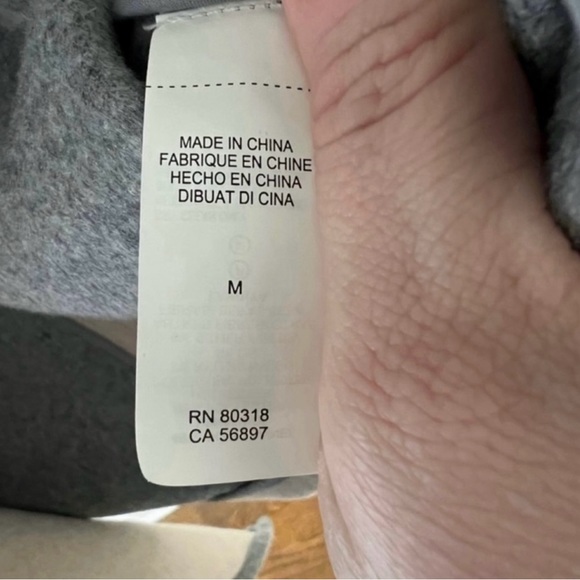 MADE IN CHINA
FABRIQUE EN CHINE
HECHO EN CHINA
DIBUAT DI CINA
M
RN 80318
CA 56897